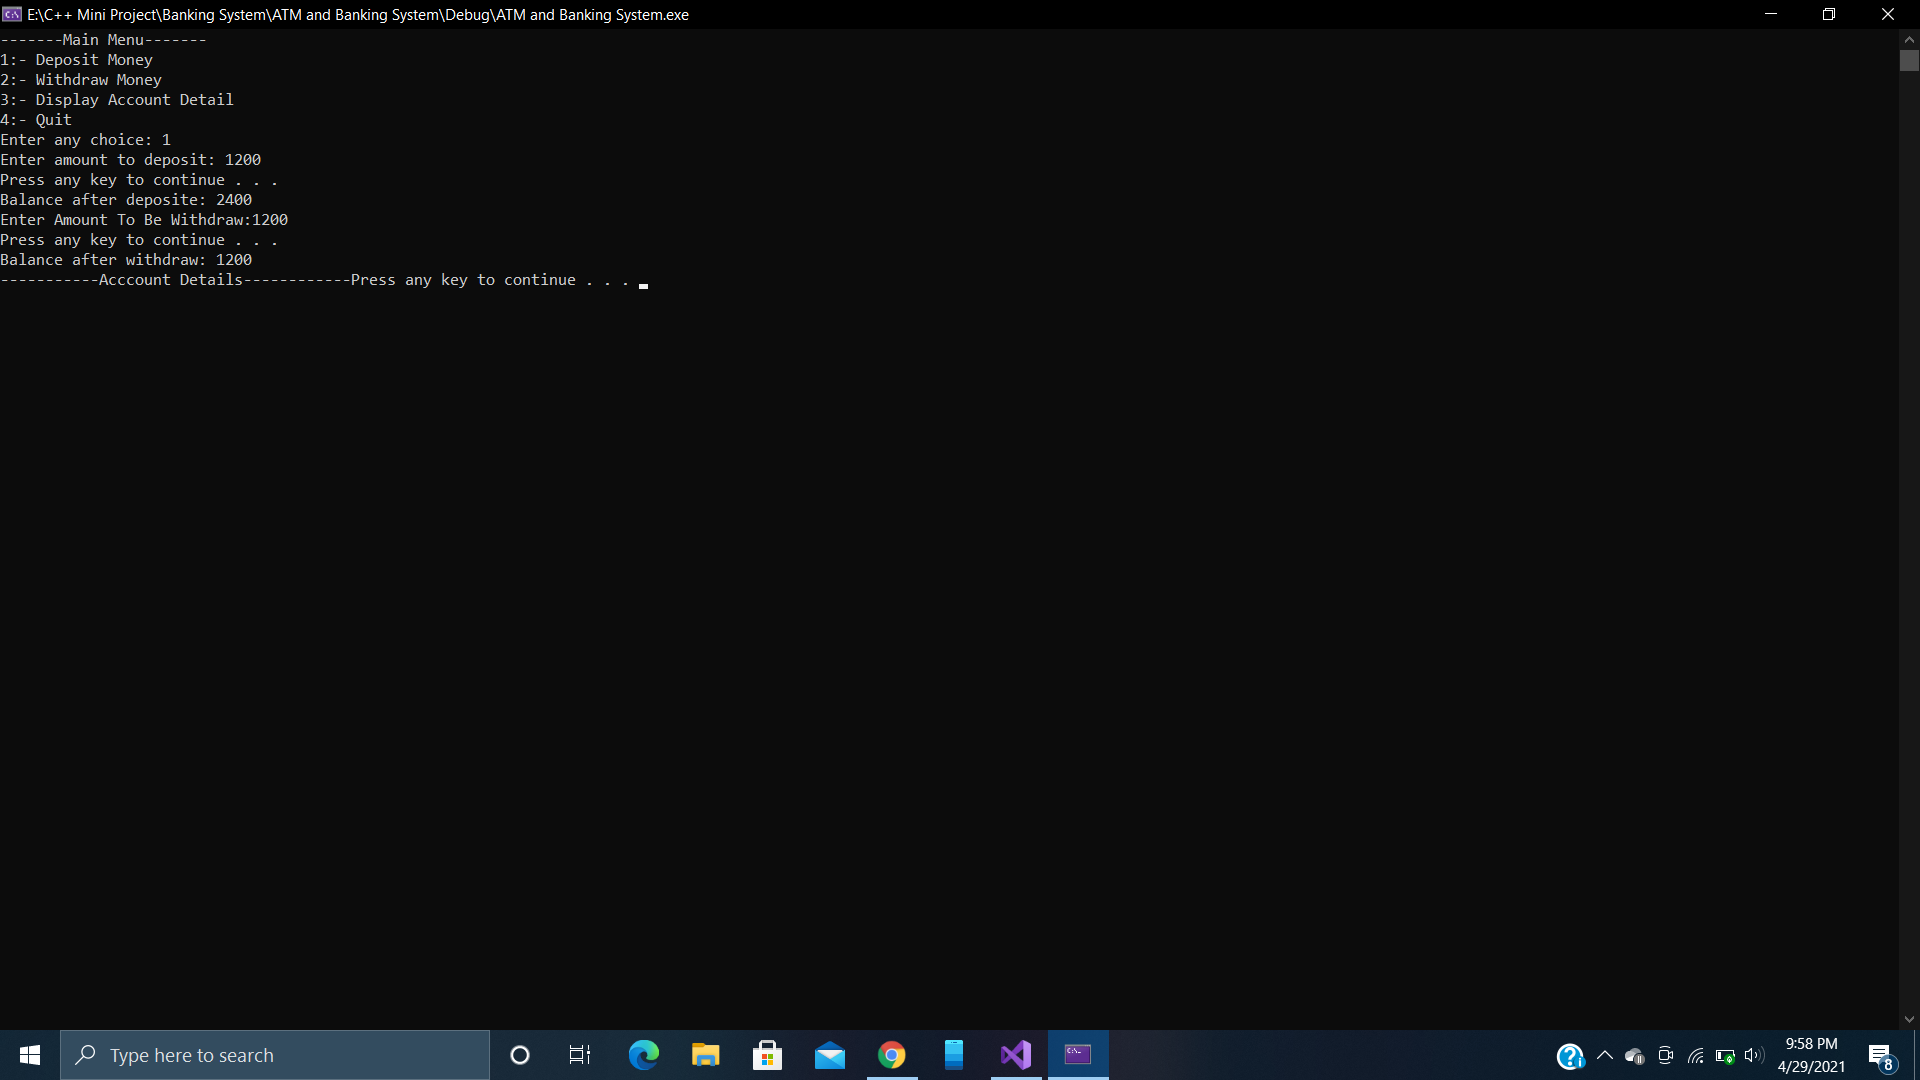 E:\C++ Mini Project\Banking System\ATM and Banking System\Debug\ATM and Banking System.exe
-------Main Menu-------
1:- Deposit Money
2:- Withdraw Money
3:- Display Account Detail
4:- Quit
Enter any choice: 1
Enter amount to deposit: 1200
Press any key to continue . . .
Balance after deposite: 2400
Enter Amount To Be Withdraw:1200
Press any key to continue . . .
Balance after withdraw: 1200
-----------Acccount Details------------Press any key to continue . . .
Type here to search
9:58 PM
4/29/2021
8